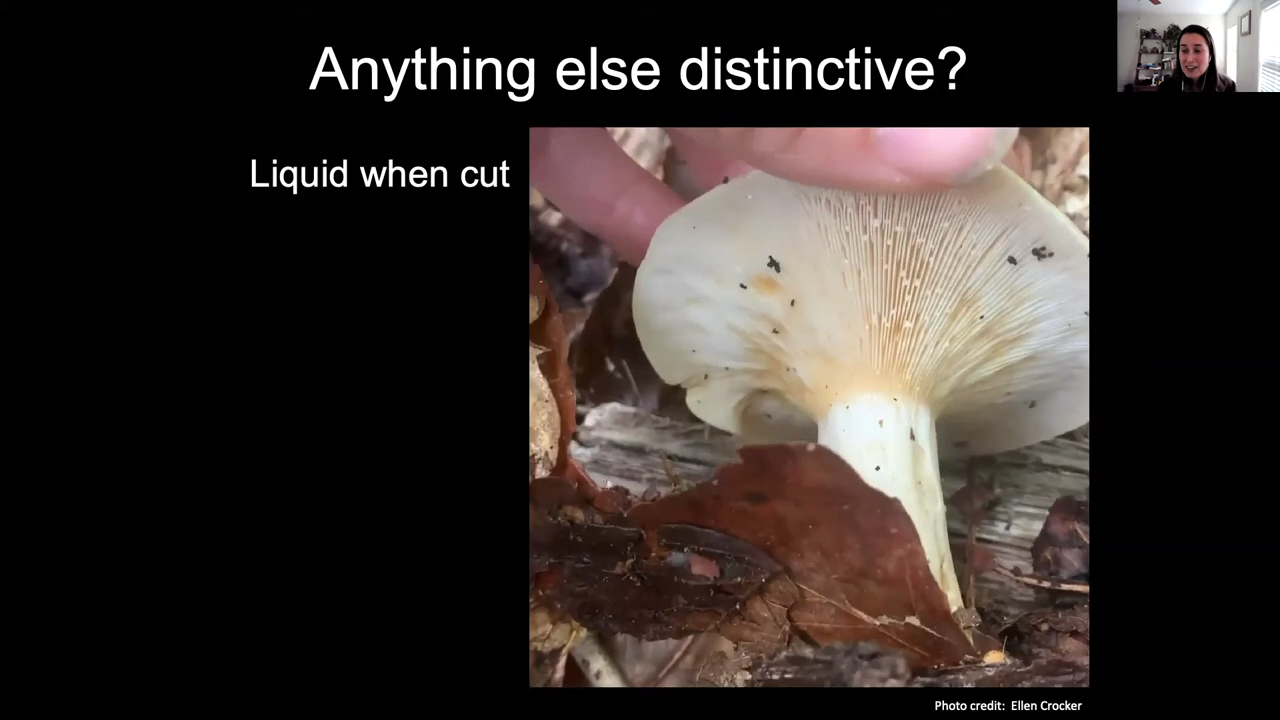 Anything else distinctive?
Liquid when cut
Photo credit: Ellen Crocker